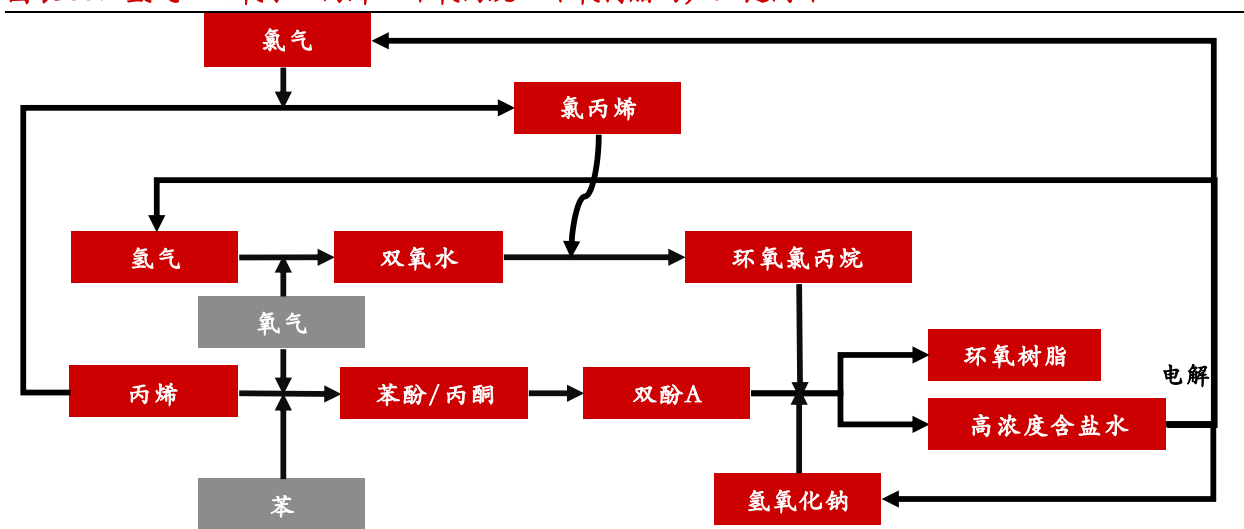 氯气
氯丙烯
氢气
双氧水
环氧氯丙烷
氧气
环氧树脂
丙烯
苯酚/丙酮
双酚A
电解
高浓度含盐水
苯
氢氧化钠